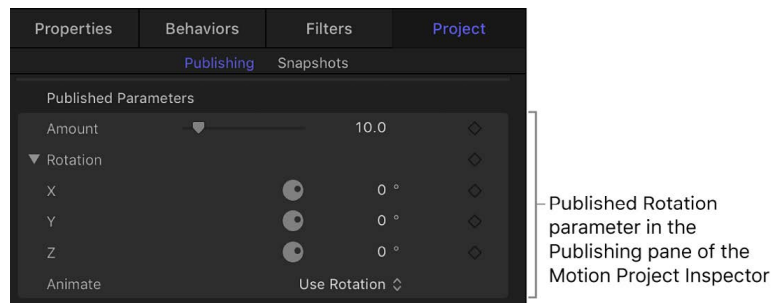 Properties Behaviors Filters Project
Publishing Snapshots
Published Parameters
Amount 10.0
Rotation
X 0 °
Y 0 °
Z 0 °
Animate Use Rotation
Published Rotation
parameter in the
Publishing pane of the
Motion Project Inspector